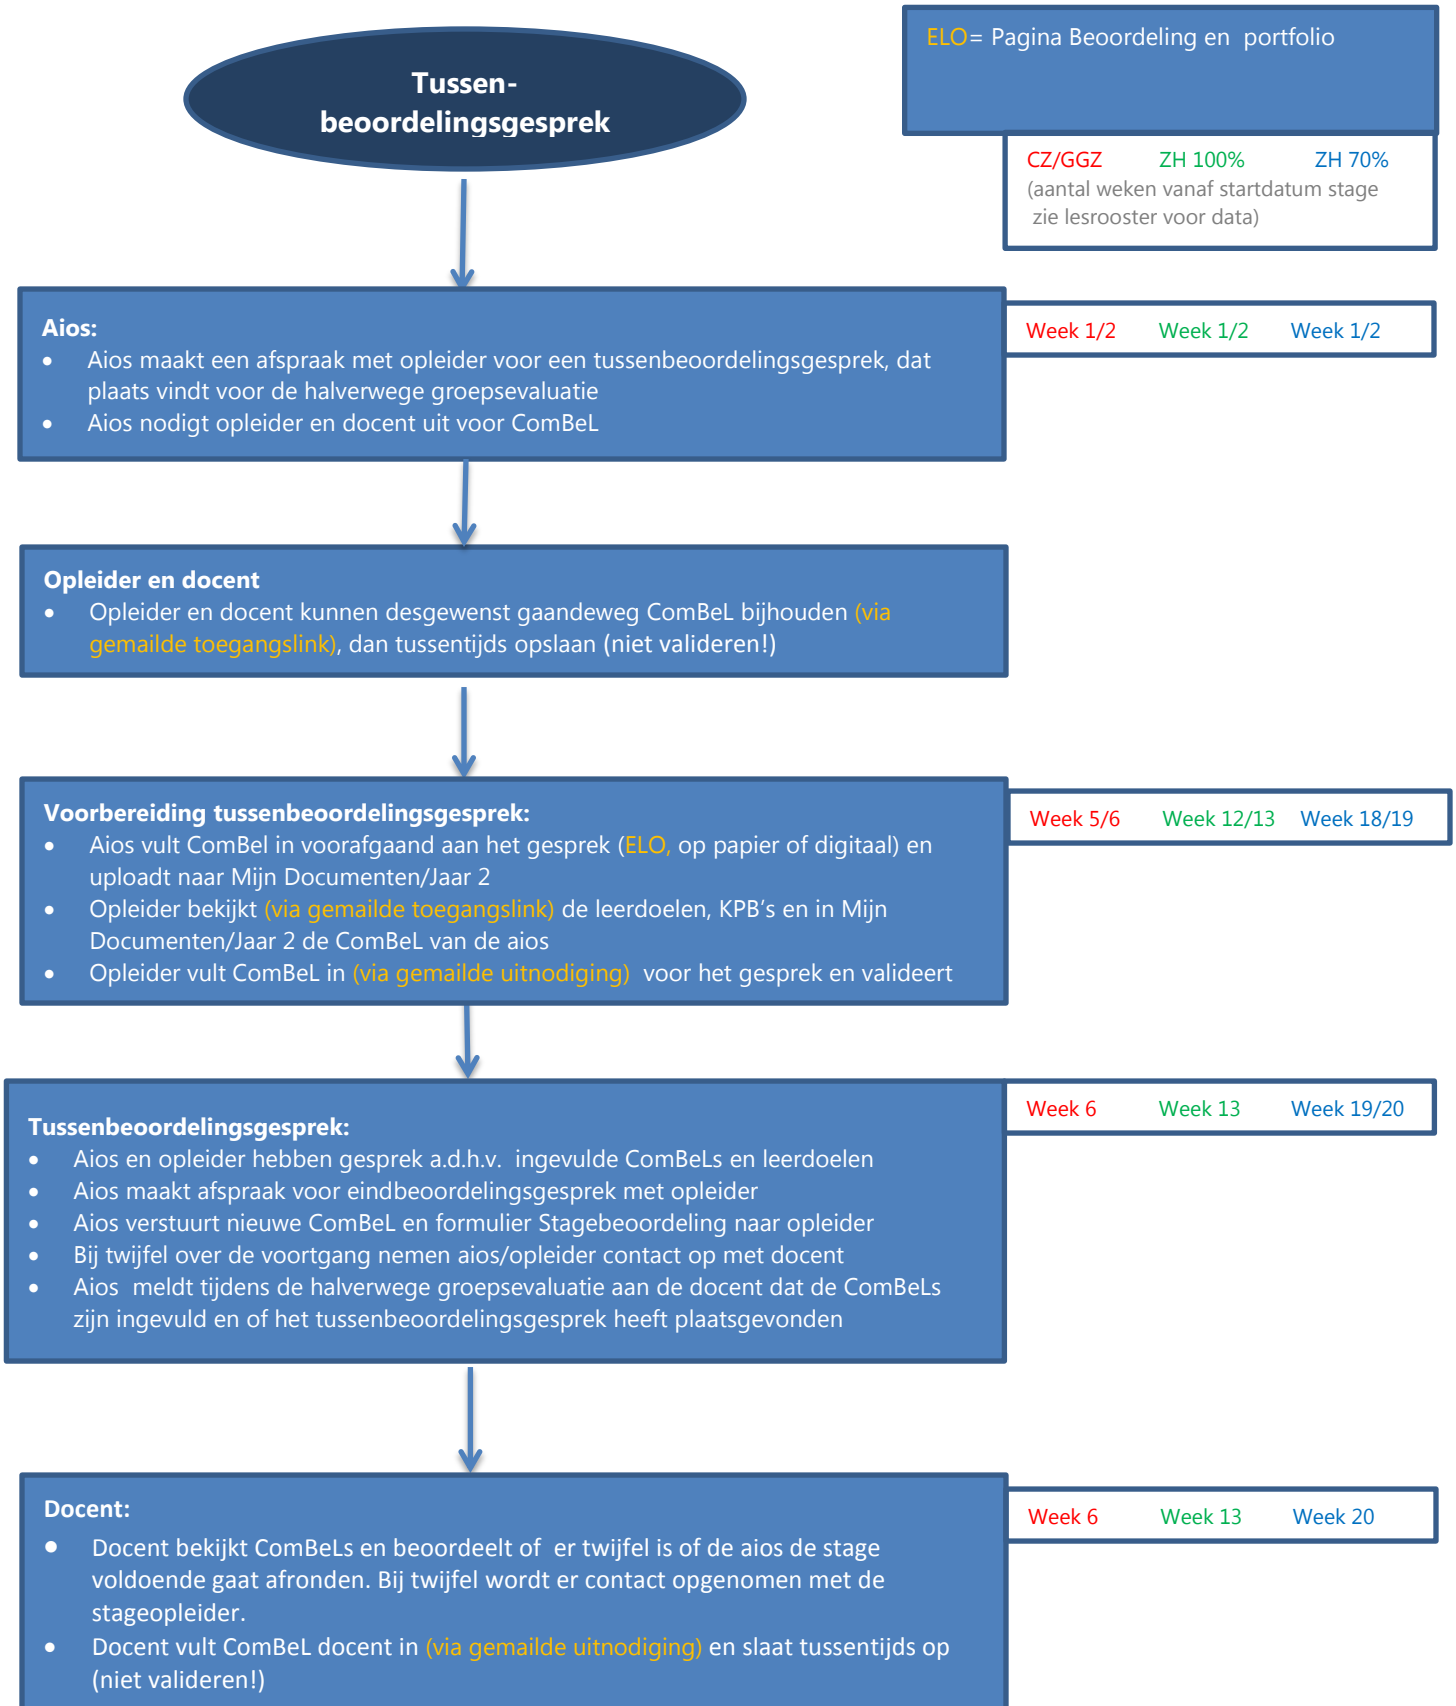 Tussen-
beoordelingsgesprek
ELO= Pagina Beoordeling en portfolio
CZ/GGZ ZH 100% ZH 70%
(aantal weken vanaf startdatum stage
zie lesrooster voor data)
Aios:
• Aios maakt een afspraak met opleider voor een tussenbeoordelingsgesprek, dat
plaats vindt voor de halverwege groepsevaluatie
• Aios nodigt opleider en docent uit voor ComBeL
Week 1/2 Week 1/2 Week 1/2
Opleider en docent
• Opleider en docent kunnen desgewenst gaandeweg ComBeL bijhouden (via
gemailde toegangslink), dan tussentijds opslaan (niet valideren!)
Voorbereiding tussenbeoordelingsgesprek:
• Aios vult ComBel in voorafgaand aan het gesprek (ELO, op papier of digitaal) en
uploadt naar Mijn Documenten/Jaar 2
• Opleider bekijkt (via gemailde toegangslink) de leerdoelen, KPB's en in Mijn
Documenten/Jaar 2 de ComBeL van de aios
• Opleider vult ComBeL in (via gemailde uitnodiging) voor het gesprek en valideert
Week 5/6 Week 12/13 Week 18/19
Tussenbeoordelingsgesprek:
• Aios en opleider hebben gesprek a.d.h.v. ingevulde ComBeLs en leerdoelen
• Aios maakt afspraak voor eindbeoordelingsgesprek met opleider
• Aios verstuurt nieuwe ComBeL en formulier Stagebeoordeling naar opleider
• Bij twijfel over de voortgang nemen aios/opleider contact op met docent
• Aios meldt tijdens de halverwege groepsevaluatie aan de docent dat de ComBeLs
zijn ingevuld en of het tussenbeoordelingsgesprek heeft plaatsgevonden
Week 6 Week 13 Week 19/20
Docent:
• Docent bekijkt ComBeLs en beoordeelt of er twijfel is of de aios de stage
voldoende gaat afronden. Bij twijfel wordt er contact opgenomen met de
stageopleider.
• Docent vult ComBeL docent in (via gemailde uitnodiging) en slaat tussentijds op
(niet valideren!)
Week 6 Week 13 Week 20